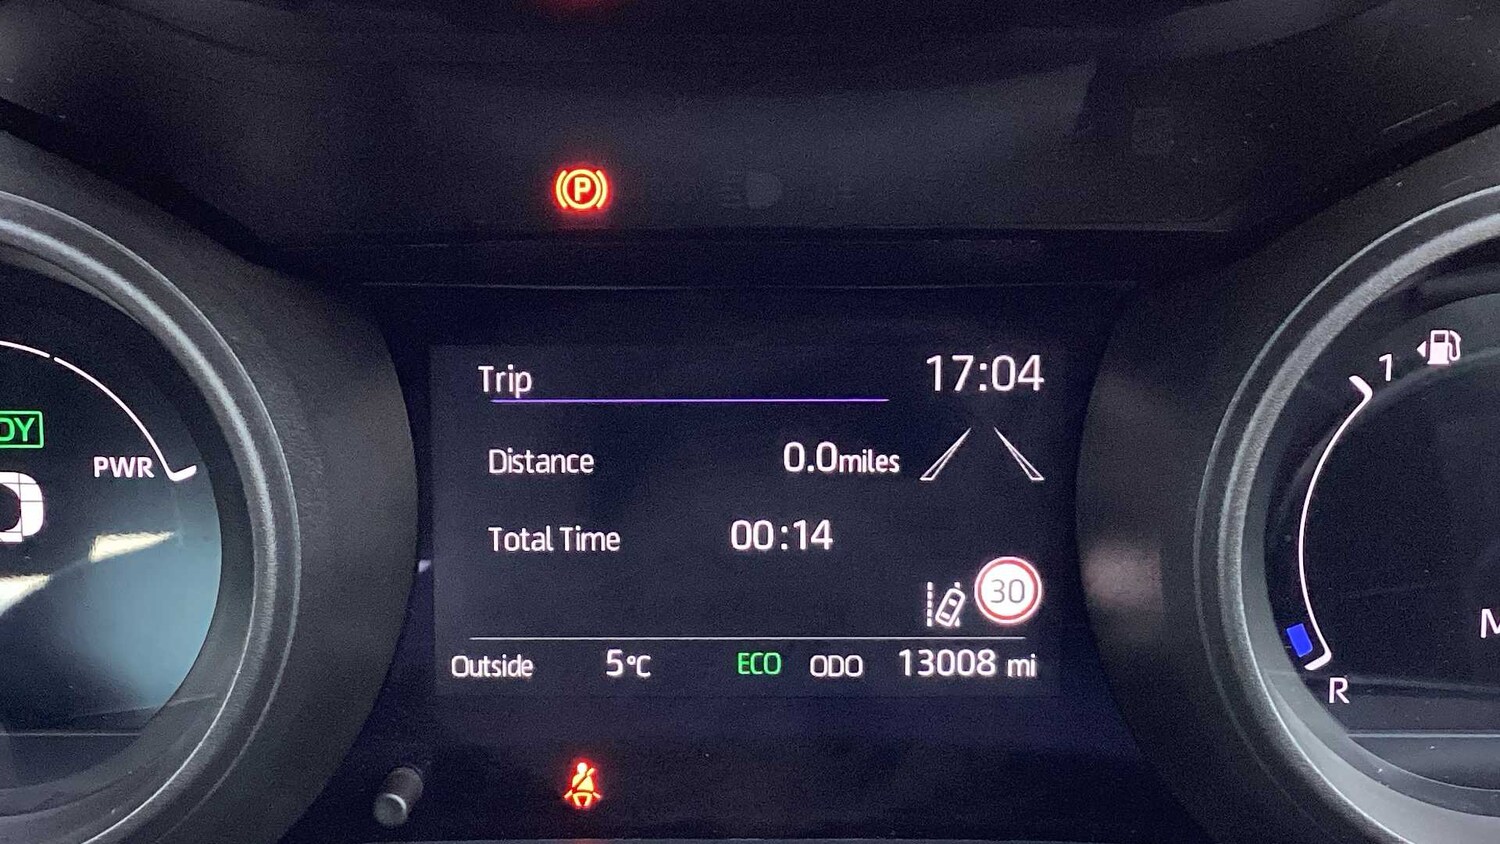 P
Trip 17:04
1
DY
PWR
Distance 0.0miles
Total Time 00:14
30
Outside 5°C ECO ODO 13008 mi
R